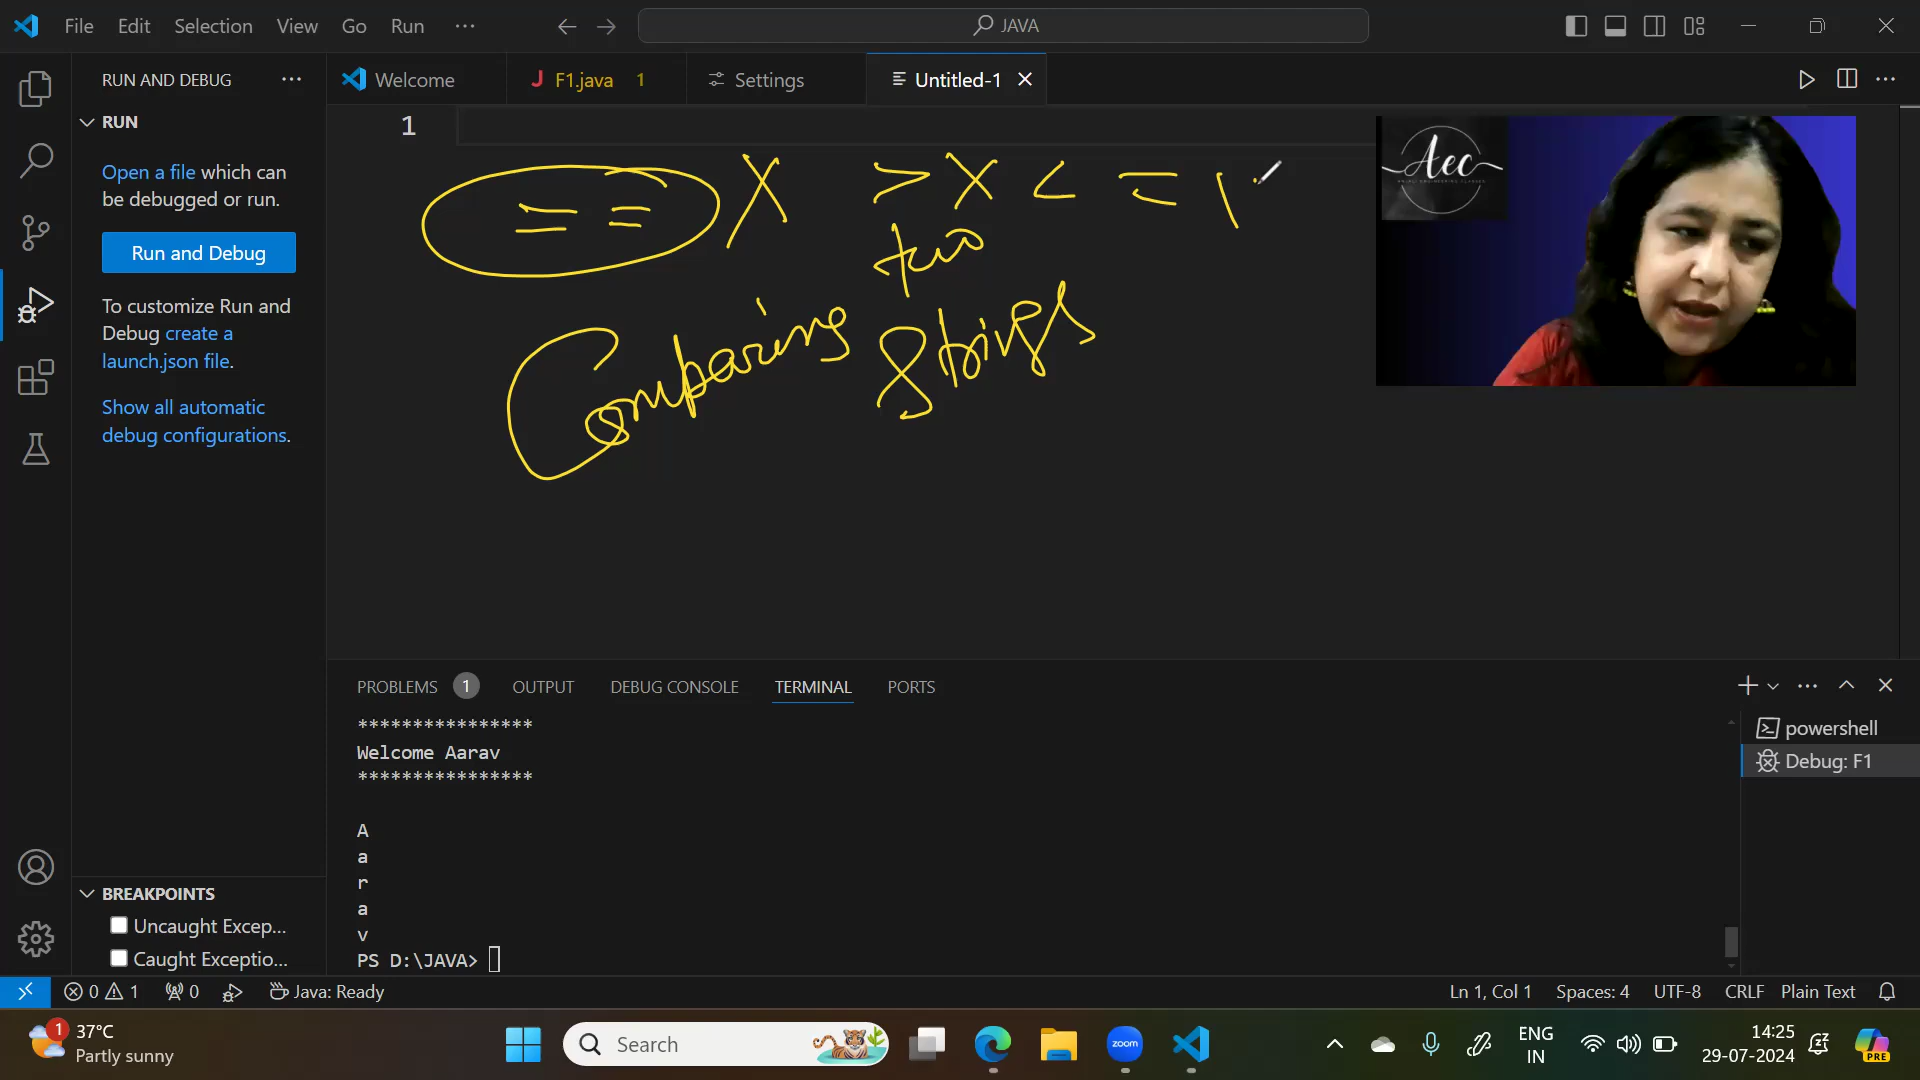 File Edit Selection View Go Run ···
JAVA
RUN AND DEBUG ···
Welcome
F1.java 1
Settings
Untitled-1
RUN
1
Open a file which can
be debugged or run.
Run and Debug
To customize Run and
Debug create a
launch.json file.
Show all automatic
debug configurations.
== X > X < =
two
Comparing Strings
Aec
PROBLEMS 1 OUTPUT DEBUG CONSOLE TERMINAL PORTS
****************
Welcome Aarav
****************
A
a
r
a
v
PS D:\JAVA>
powershell
Debug: F1
BREAKPOINTS
Uncaught Excep...
Caught Exceptio...
0 1 0 Java: Ready
Ln 1, Col 1 Spaces: 4 UTF-8 CRLF Plain Text
1 37°C
Partly sunny
Search
zoom
ENG
IN
14:25
29-07-2024
PRE